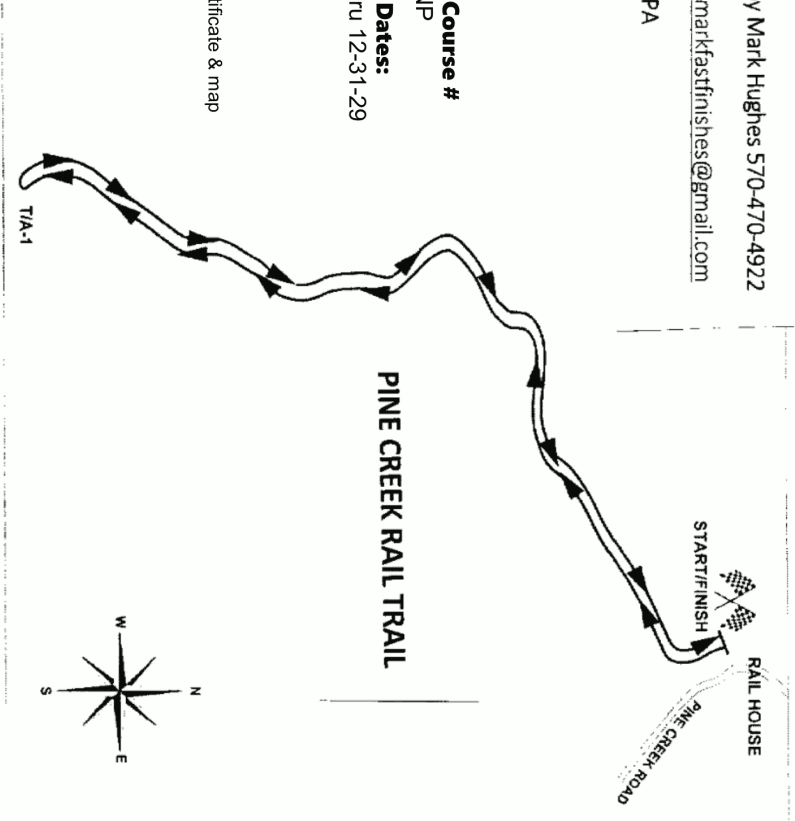 y Mark Hughes 570-470-4922
markfastfinishes@gmail.com
PA
Course #
NP
Dates:
ru 12-31-29
tificate & map
RAIL HOUSE
START/FINISH
PINE CREEK ROAD
PINE CREEK RAIL TRAIL
T/A-1
N
W
E
S